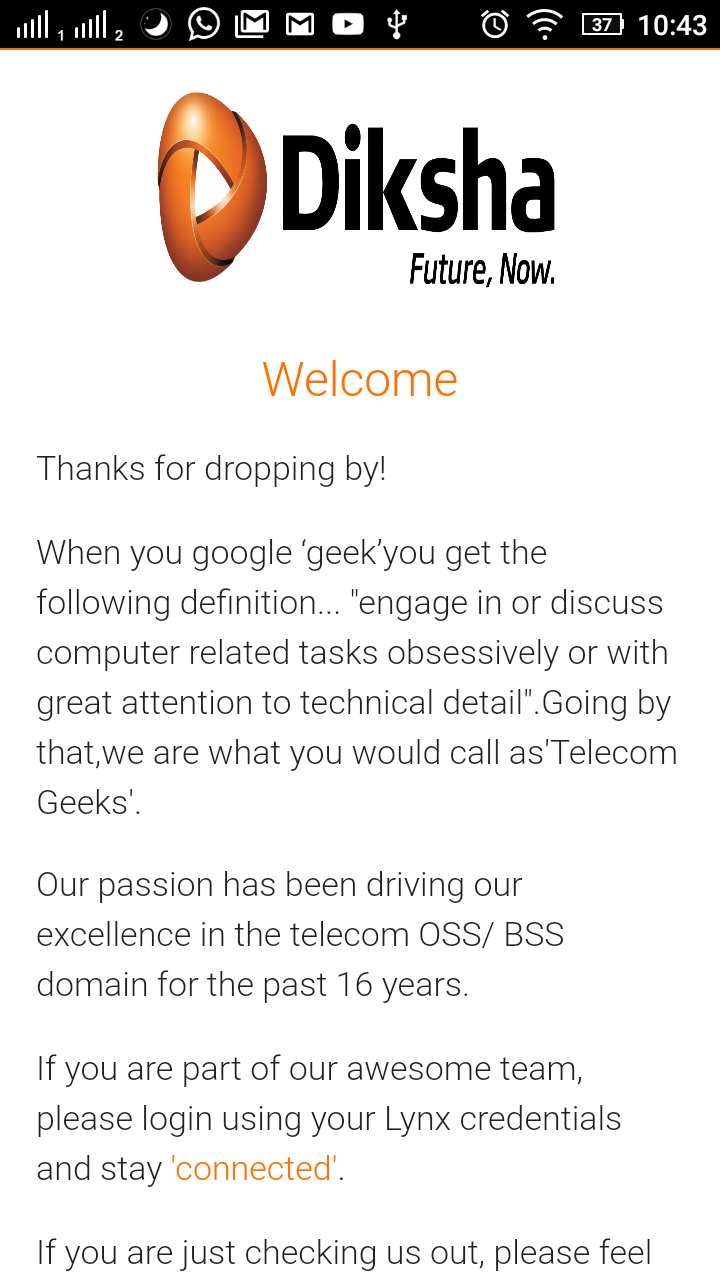 1 2 37 10:43
Diksha
Future, Now.
Welcome
Thanks for dropping by!
When you google ‘geek’you get the
following definition... "engage in or discuss
computer related tasks obsessively or with
great attention to technical detail".Going by
that,we are what you would call as'Telecom
Geeks'.
Our passion has been driving our
excellence in the telecom OSS/ BSS
domain for the past 16 years.
If you are part of our awesome team,
please login using your Lynx credentials
and stay 'connected'.
If you are just checking us out, please feel